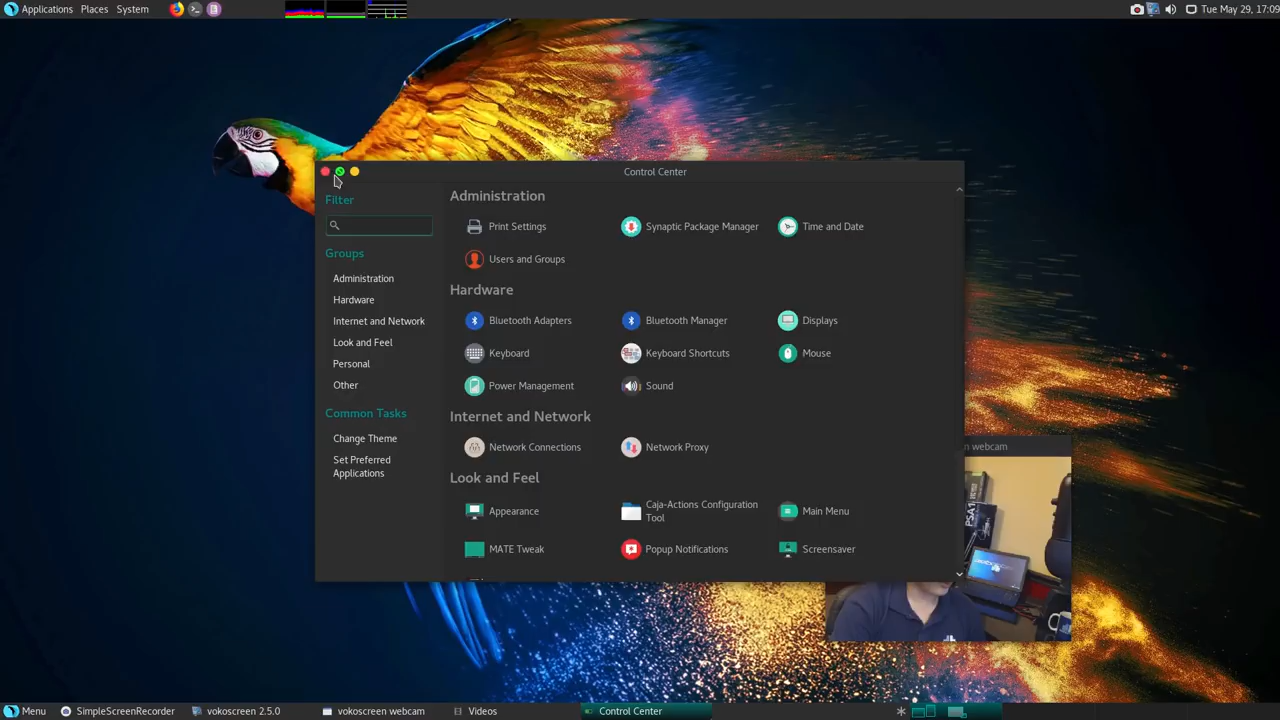 Applications Places System
Tue May 29, 17:09
Control Center
Filter
Groups
Administration
Hardware
Internet and Network
Look and Feel
Personal
Other
Common Tasks
Change Theme
Set Preferred
Applications
Administration
Print Settings Synaptic Package Manager Time and Date
Users and Groups
Hardware
Bluetooth Adapters Bluetooth Manager Displays
Keyboard Keyboard Shortcuts Mouse
Power Management Sound
Internet and Network
Network Connections Network Proxy
Look and Feel
Appearance Caja-Actions Configuration
Tool Main Menu
MATE Tweak Popup Notifications Screensaver
n webcam
PSA1
Menu SimpleScreenRecorder vokoscreen 2.5.0 vokoscreen webcam Videos Control Center